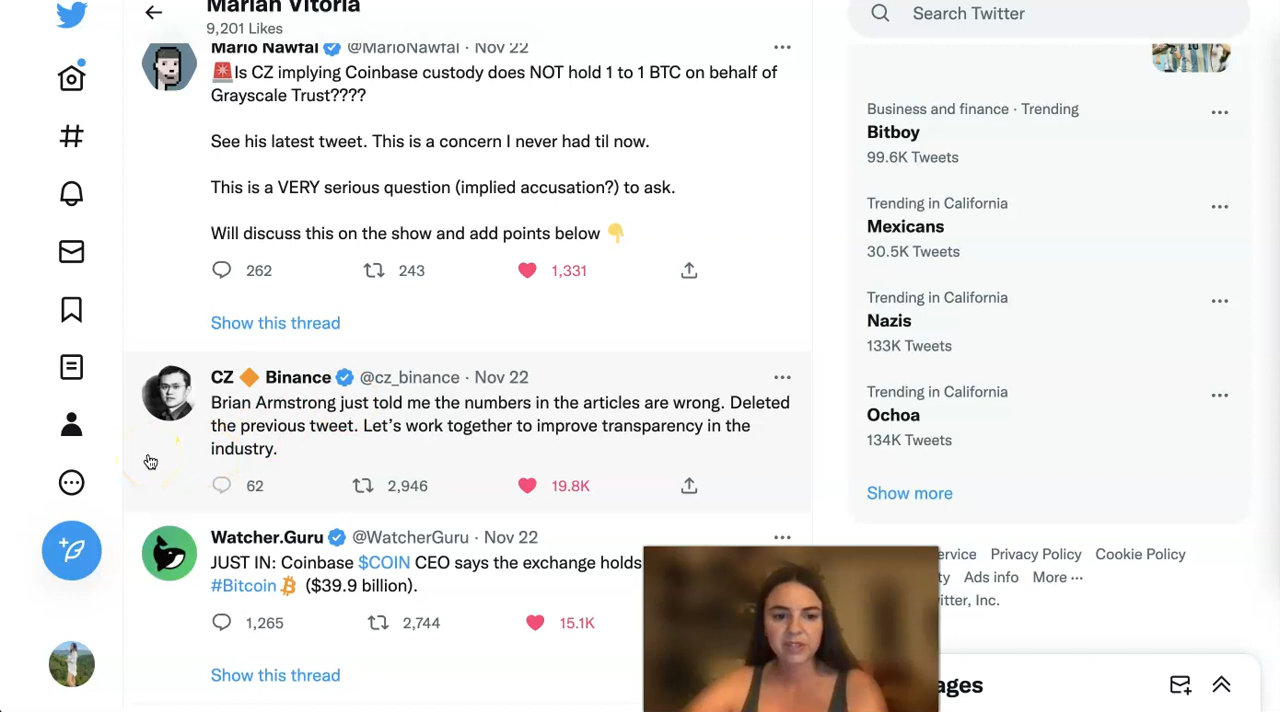 Marian Vitoria
9,201 Likes
Search Twitter
Mario Nawfal @MarioNawfal · Nov 22
🚨Is CZ implying Coinbase custody does NOT hold 1 to 1 BTC on behalf of
Grayscale Trust????
See his latest tweet. This is a concern I never had til now.
This is a VERY serious question (implied accusation?) to ask.
Will discuss this on the show and add points below 👇
262 243 1,331
Show this thread
CZ 🔶 Binance @cz_binance · Nov 22
Brian Armstrong just told me the numbers in the articles are wrong. Deleted
the previous tweet. Let's work together to improve transparency in the
industry.
62 2,946 19.8K
Watcher.Guru @WatcherGuru · Nov 22
JUST IN: Coinbase $COIN CEO says the exchange holds
#Bitcoin ($39.9 billion).
1,265 2,744 15.1K
Show this thread
Business and finance · Trending
Bitboy
99.6K Tweets
Trending in California
Mexicans
30.5K Tweets
Trending in California
Nazis
133K Tweets
Trending in California
Ochoa
134K Tweets
Show more
Privacy Policy Cookie Policy
Ads info More ···
Inc.